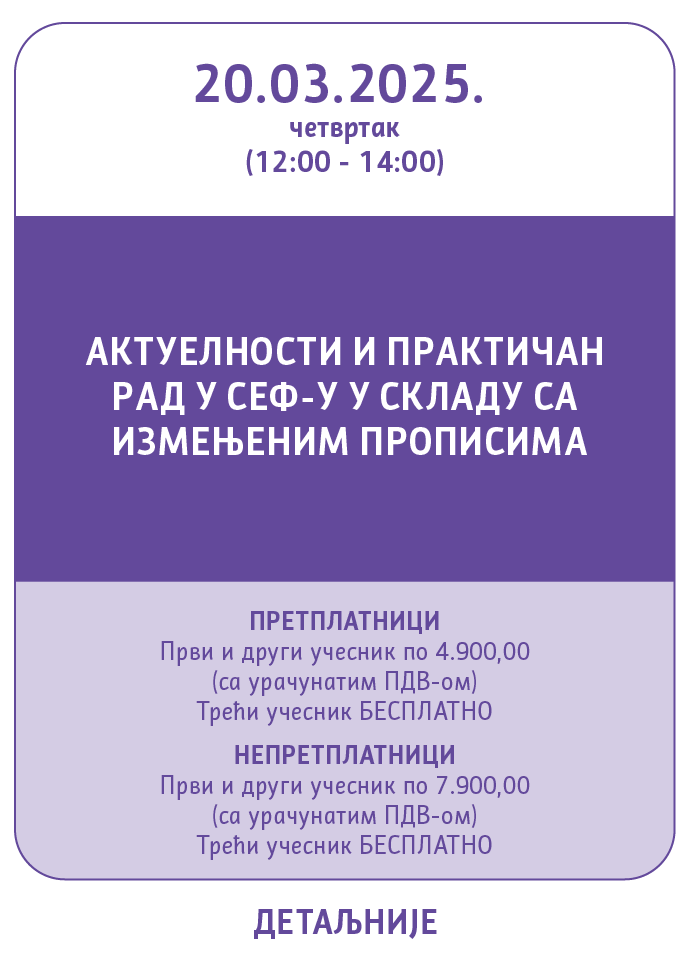 20.03.2025.
четвртак
(12:00 - 14:00)
АКТУЕЛНОСТИ И ПРАКТИЧАН
РАД У СЕФ-У У СКЛАДУ СА
ИЗМЕЊЕНИМ ПРОПИСИМА
ПРЕТПЛАТНИЦИ
Први и други учесник по 4.900,00
(са урачунатим ПДВ-ом)
Трећи учесник БЕСПЛАТНО
НЕПРЕТПЛАТНИЦИ
Први и други учесник по 7.900,00
(са урачунатим ПДВ-ом)
Трећи учесник БЕСПЛАТНО
ДЕТАЉНИЈЕ